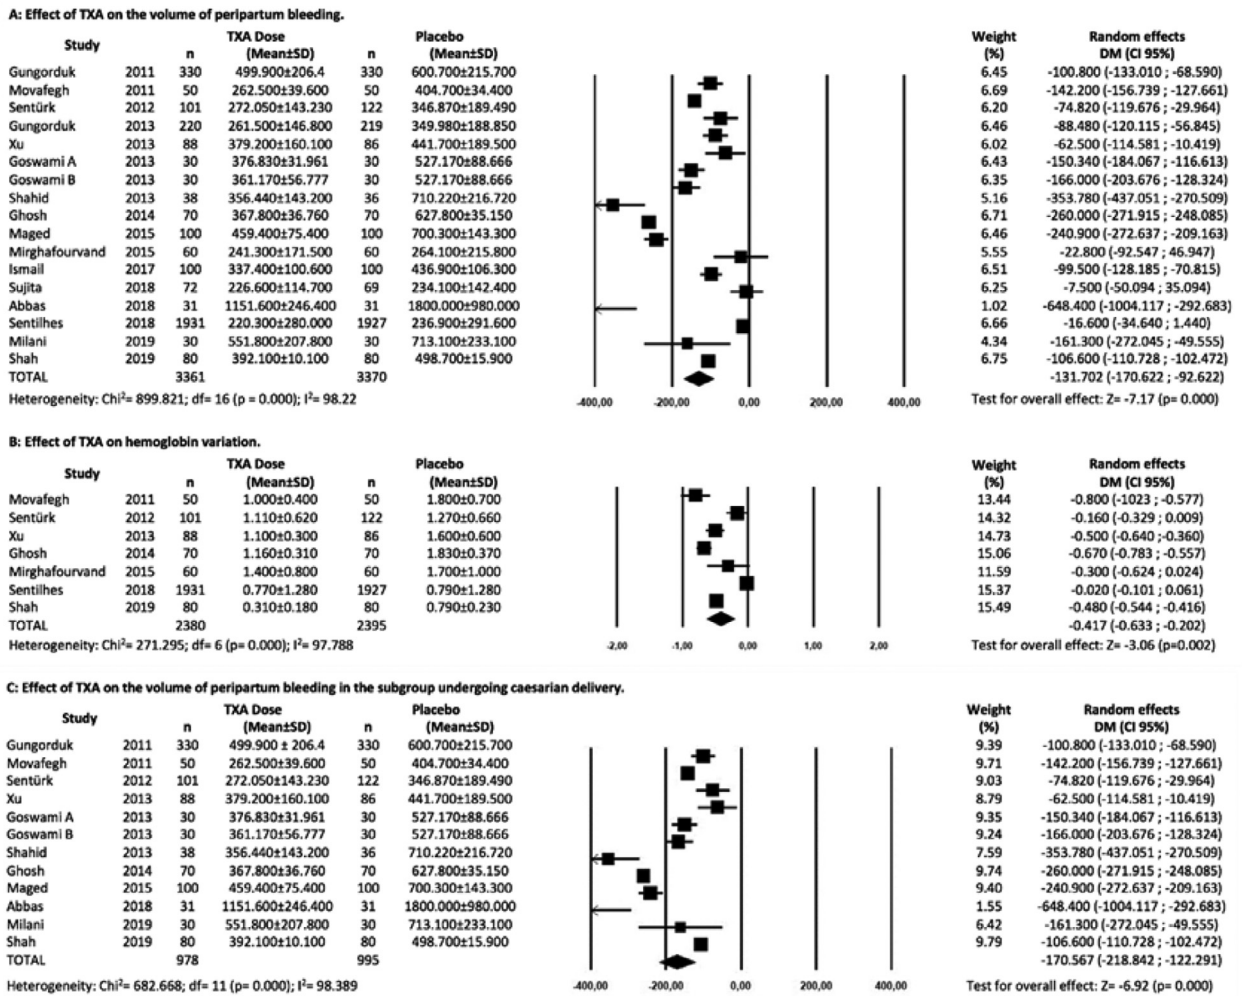 A: Effect of TXA on the volume of peripartum bleeding.
Study n TXA Dose (Mean±SD) n Placebo (Mean±SD) Weight (%) Random effects DM (CI 95%)
Gungorduk 2011 330 499.900±206.4 330 600.700±215.700 6.45 -100.800 (-133.010 ; -68.590)
Movafegh 2011 50 262.500±39.600 50 404.700±34.400 6.69 -142.200 (-156.739 ; -127.661)
Sentürk 2012 101 272.050±143.230 122 346.870±189.490 6.20 -74.820 (-119.676 ; -29.964)
Gungorduk 2013 220 261.500±146.800 219 349.980±188.850 6.46 -88.480 (-120.115 ; -56.845)
Xu 2013 88 379.200±160.100 86 441.700±189.500 6.02 -62.500 (-114.581 ; -10.419)
Goswami A 2013 30 376.830±31.961 30 527.170±88.666 6.43 -150.340 (-184.067 ; -116.613)
Goswami B 2013 30 361.170±56.777 30 527.170±88.666 6.35 -166.000 (-203.676 ; -128.324)
Shahid 2013 38 356.440±143.200 36 710.220±216.720 5.16 -353.780 (-437.051 ; -270.509)
Ghosh 2014 70 367.800±36.760 70 627.800±35.150 6.71 -260.000 (-271.915 ; -248.085)
Maged 2015 100 459.400±75.400 100 700.300±143.300 6.46 -240.900 (-272.637 ; -209.163)
Mirghafourvand 2015 60 241.300±171.500 60 264.100±215.800 5.55 -22.800 (-92.547 ; 46.947)
Ismail 2017 100 337.400±100.600 100 436.900±106.300 6.51 -99.500 (-128.185 ; -70.815)
Sujita 2018 72 226.600±114.700 69 234.100±142.400 6.25 -7.500 (-50.094 ; 35.094)
Abbas 2018 31 1151.600±246.400 31 1800.000±980.000 1.02 -648.400 (-1004.117 ; -292.683)
Sentilhes 2018 1931 220.300±280.000 1927 236.900±291.600 6.66 -16.600 (-34.640 ; 1.440)
Milani 2019 30 551.800±207.800 30 713.100±233.100 4.34 -161.300 (-272.045 ; -49.555)
Shah 2019 80 392.100±10.100 80 498.700±15.900 6.75 -106.600 (-110.728 ; -102.472)
TOTAL 3361 3370 -131.702 (-170.622 ; -92.622)
Heterogeneity: Chi²= 899.821; df= 16 (p = 0.000); I²= 98.22 -400,00 -200,00 0,00 200,00 400,00 Test for overall effect: Z= -7.17 (p= 0.000)
B: Effect of TXA on hemoglobin variation.
Study n TXA Dose (Mean±SD) n Placebo (Mean±SD) Weight (%) Random effects DM (CI 95%)
Movafegh 2011 50 1.000±0.400 50 1.800±0.700 13.44 -0.800 (-1023 ; -0.577)
Sentürk 2012 101 1.110±0.620 122 1.270±0.660 14.32 -0.160 (-0.329 ; 0.009)
Xu 2013 88 1.100±0.300 86 1.600±0.600 14.73 -0.500 (-0.640 ;-0.360)
Ghosh 2014 70 1.160±0.310 70 1.830±0.370 15.06 -0.670 (-0.783 ; -0.557)
Mirghafourvand 2015 60 1.400±0.800 60 1.700±1.000 11.59 -0.300 (-0.624 ; 0.024)
Sentilhes 2018 1931 0.770±1.280 1927 0.790±1.280 15.37 -0.020 (-0.101 ; 0.061)
Shah 2019 80 0.310±0.180 80 0.790±0.230 15.49 -0.480 (-0.544 ; -0.416)
TOTAL 2380 2395 -0.417 (-0.633 ; -0.202)
Heterogeneity: Chi²= 271.295; df= 6 (p= 0.000); I²= 97.788 -2,00 -1,00 0,00 1,00 2,00 Test for overall effect: Z= -3.06 (p=0.002)
C: Effect of TXA on the volume of peripartum bleeding in the subgroup undergoing caesarian delivery.
Study n TXA Dose (Mean±SD) n Placebo (Mean±SD) Weight (%) Random effects DM (CI 95%)
Gungorduk 2011 330 499.900 ± 206.4 330 600.700±215.700 9.39 -100.800 (-133.010 ; -68.590)
Movafegh 2011 50 262.500±39.600 50 404.700±34.400 9.71 -142.200 (-156.739 ; -127.661)
Sentürk 2012 101 272.050±143.230 122 346.870±189.490 9.03 -74.820 (-119.676 ; -29.964)
Xu 2013 88 379.200±160.100 86 441.700±189.500 8.79 -62.500 (-114.581 ; -10.419)
Goswami A 2013 30 376.830±31.961 30 527.170±88.666 9.35 -150.340 (-184.067 ; -116.613)
Goswami B 2013 30 361.170±56.777 30 527.170±88.666 9.24 -166.000 (-203.676 ; -128.324)
Shahid 2013 38 356.440±143.200 36 710.220±216.720 7.59 -353.780 (-437.051 ; -270.509)
Ghosh 2014 70 367.800±36.760 70 627.800±35.150 9.74 -260.000 (-271.915 ; -248.085)
Maged 2015 100 459.400±75.400 100 700.300±143.300 9.40 -240.900 (-272.637 ; -209.163)
Abbas 2018 31 1151.600±246.400 31 1800.000±980.000 1.55 -648.400 (-1004.117 ; -292.683)
Milani 2019 30 551.800±207.800 30 713.100±233.100 6.42 -161.300 (-272.045 ; -49.555)
Shah 2019 80 392.100±10.100 80 498.700±15.900 9.79 -106.600 (-110.728 ; -102.472)
TOTAL 978 995 -170.567 (-218.842 ; -122.291)
Heterogeneity: Chi²= 682.668; df= 11 (p= 0.000); I²= 98.389 -400,00 -200,00 0,00 200,00 400,00 Test for overall effect: Z= -6.92 (p= 0.000)